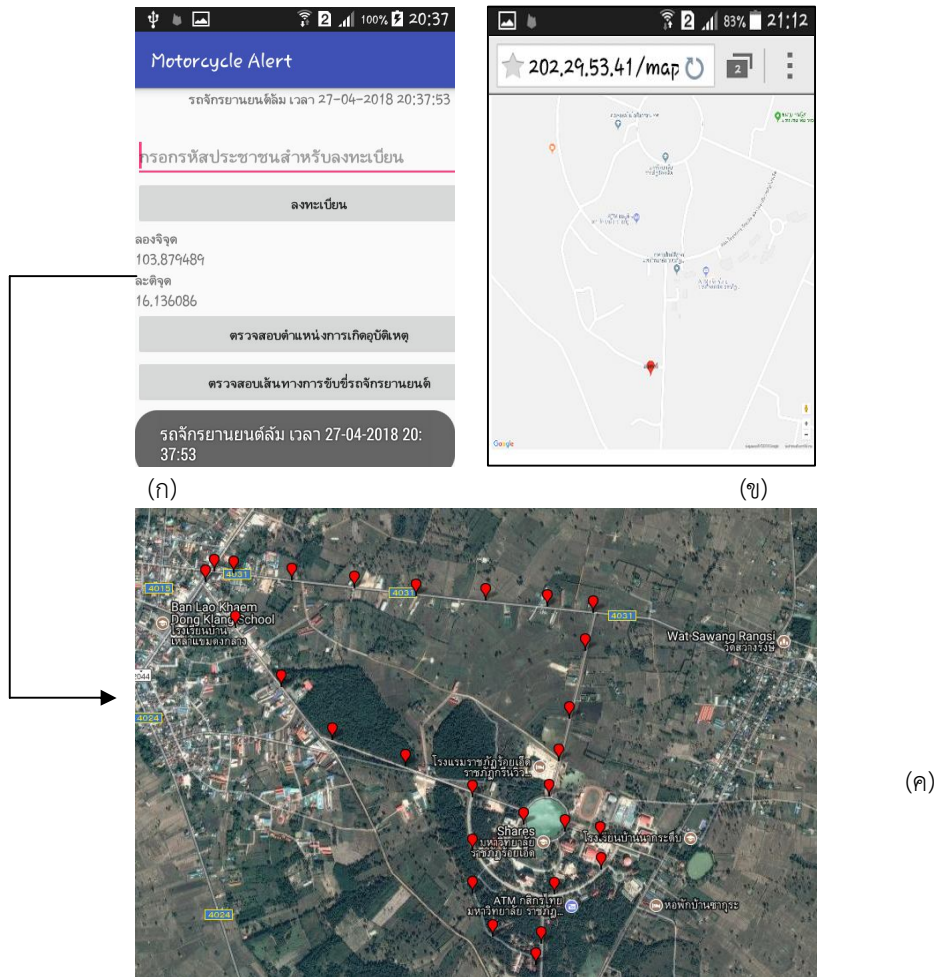 2 100% 20:37
Motorcycle Alert
รถจักรยานยนต์ล้ม เวลา 27-04-2018 20:37:53
กรอกรหัสประชาชนสำหรับลงทะเบียน
ลงทะเบียน
ลองจิจุด
103.879489
ละติจุด
16.136086
ตรวจสอบตำแหน่งการเกิดอุบัติเหตุ
ตรวจสอบเส้นทางการขับขี่รถจักรยานยนต์
รถจักรยานยนต์ล้ม เวลา 27-04-2018 20:
37:53
(ก)
2 83% 21:12
202.29.53.41/map
2
Google
(ข)
4031
4015
4031
4031
Ban Lao Khaem
Dong Klang School
โรงเรียนบ้าน
เหล่าแขมดงกลาง
Wat Sawang Rangsi
วัดสว่างรังษี
2044
4024
โรงแรมราชภัฏร้อยเอ็ด
ราชภัฏกรีนวิว...
Shares
มหาวิทยาลัย
ราชภัฏร้อยเอ็ด
โรงเรียนบ้านนากระตึบ
ATM กสิกรไทย
มหาวิทยาลัย ราชภัฏ...
หอพักบ้านซากุระ
4024
(ค)